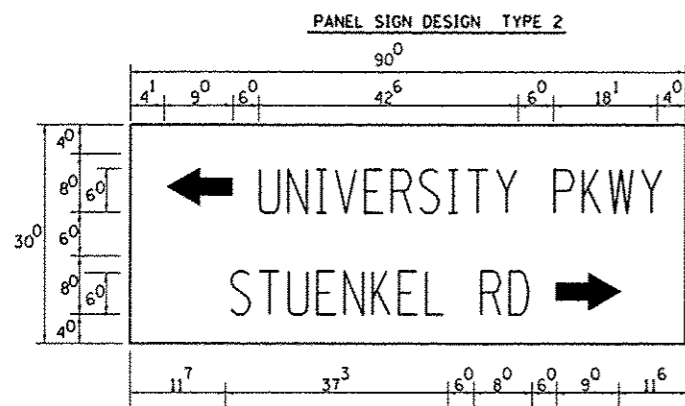 PANEL SIGN DESIGN TYPE 2
90⁰
4¹ 9⁰ 6⁰ 42⁶ 6⁰ 18¹ 4⁰
4⁰
8⁰ 6⁰ UNIVERSITY PKWY
30⁰ 6⁰
8⁰ 6⁰ STUENKEL RD
4⁰
11⁷ 37³ 6⁰ 8⁰ 6⁰ 9⁰ 11⁶